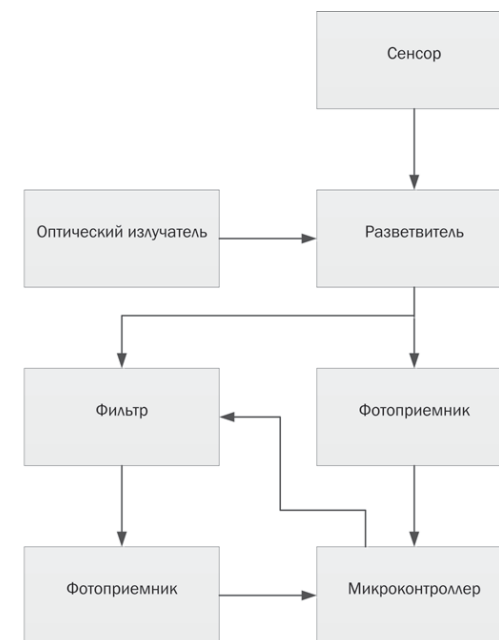 Сенсор
Оптический излучатель
Разветвитель
Фильтр
Фотоприемник
Фотоприемник
Микроконтроллер